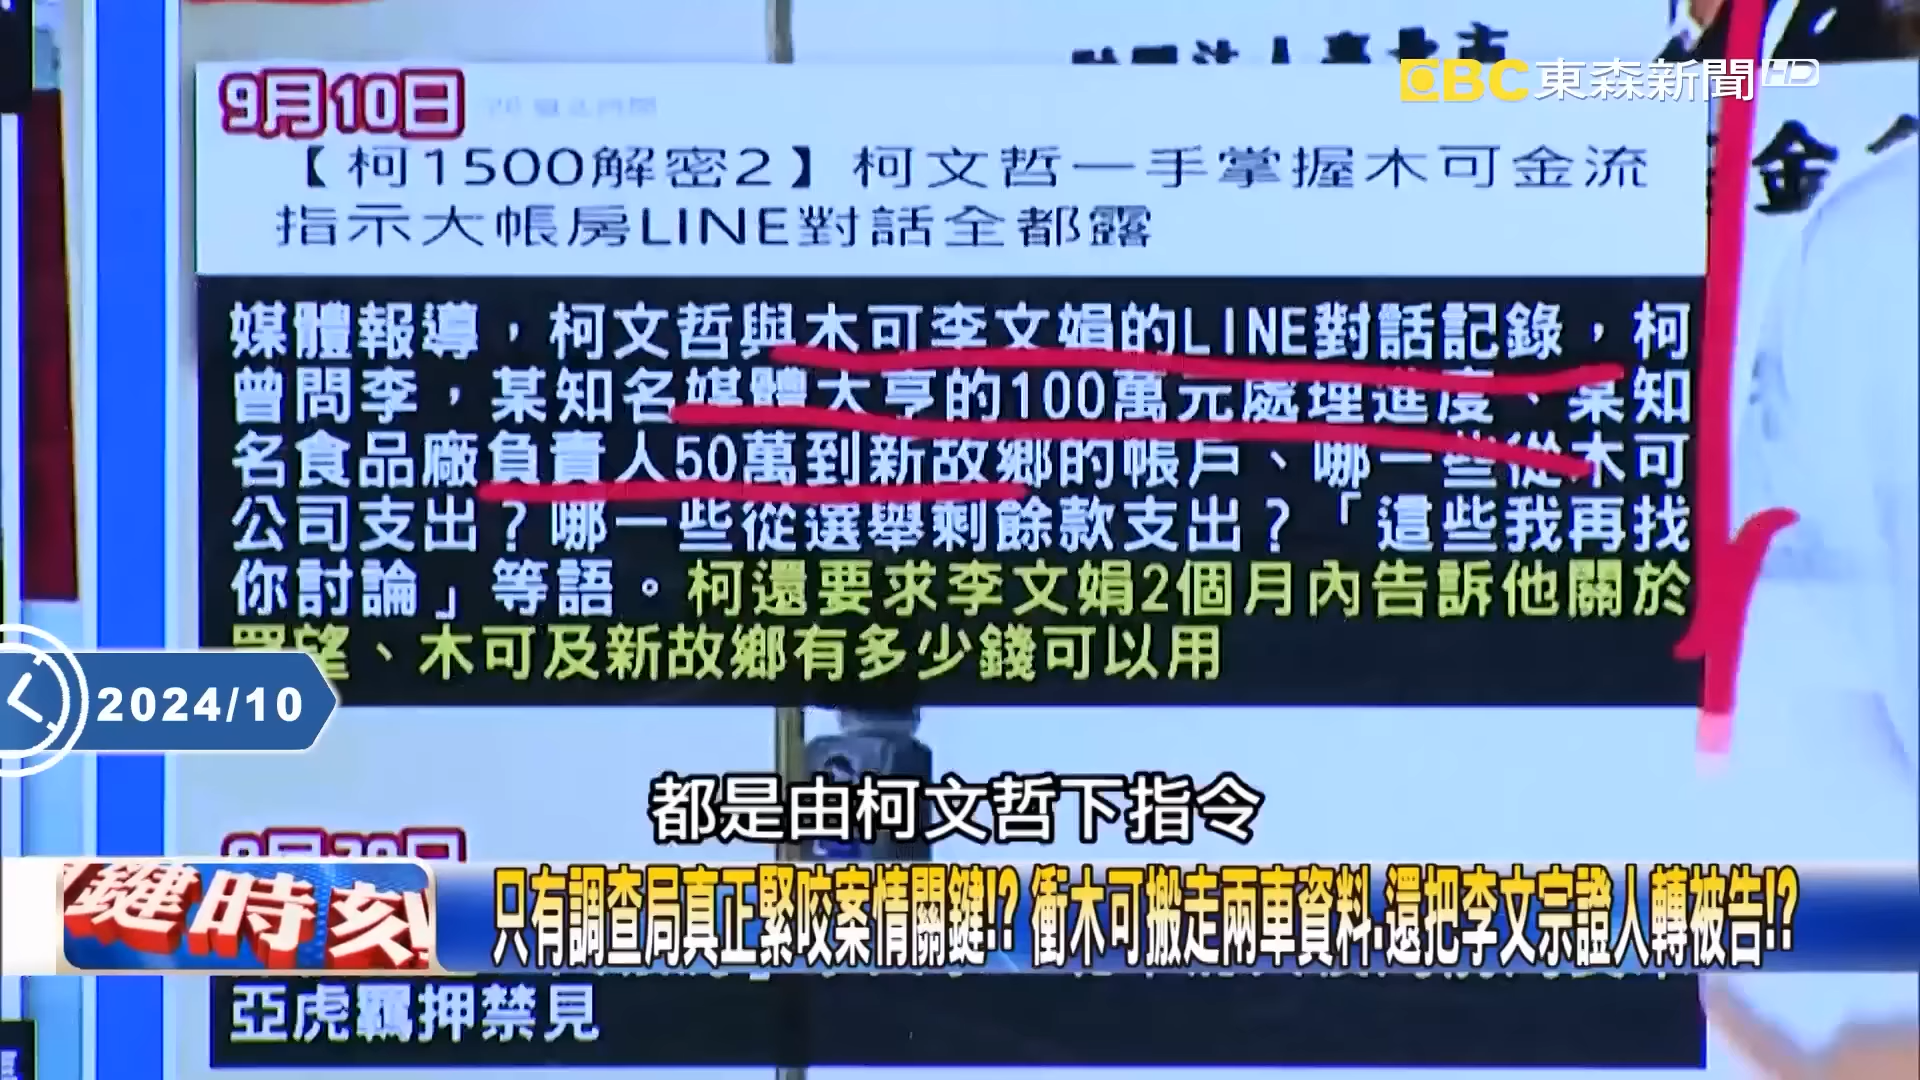 EBC 東森新聞 HD
9月10日
金
【柯1500解密2】柯文哲一手掌握木可金流
指示大帳房LINE對話全都露
媒體報導，柯文哲與木可李文娟的LINE對話記錄，柯
曾問李，某知名媒體大亨的100萬元處理進度、某知
名食品廠負責人50萬到新故鄉的帳戶、哪一些從木可
公司支出？哪一些從選舉剩餘款支出？「這些我再找
你討論」等語。柯還要求李文娟2個月內告訴他關於
眾望、木可及新故鄉有多少錢可以用
2024/10
都是由柯文哲下指令
鍵時刻
只有調查局真正緊咬案情關鍵!? 衝木可搬走兩車資料.還把李文宗證人轉被告!?
亞虎羈押禁見